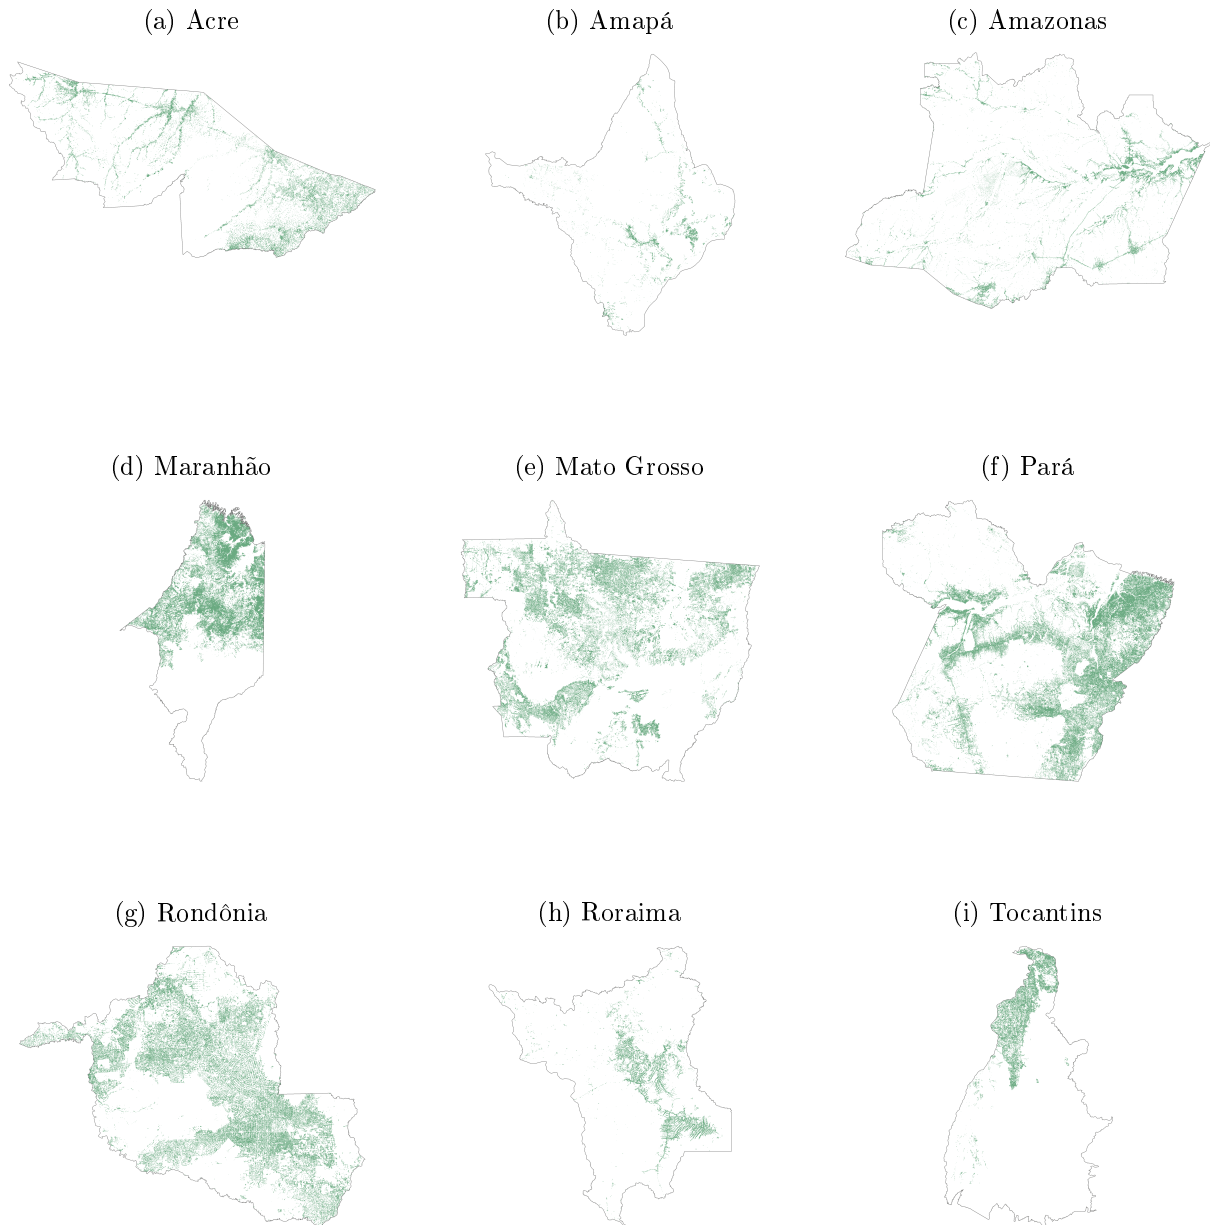 (a) Acre
(b) Amapá
(c) Amazonas
(d) Maranhão
(e) Mato Grosso
(f) Pará
(g) Rondônia
(h) Roraima
(i) Tocantins